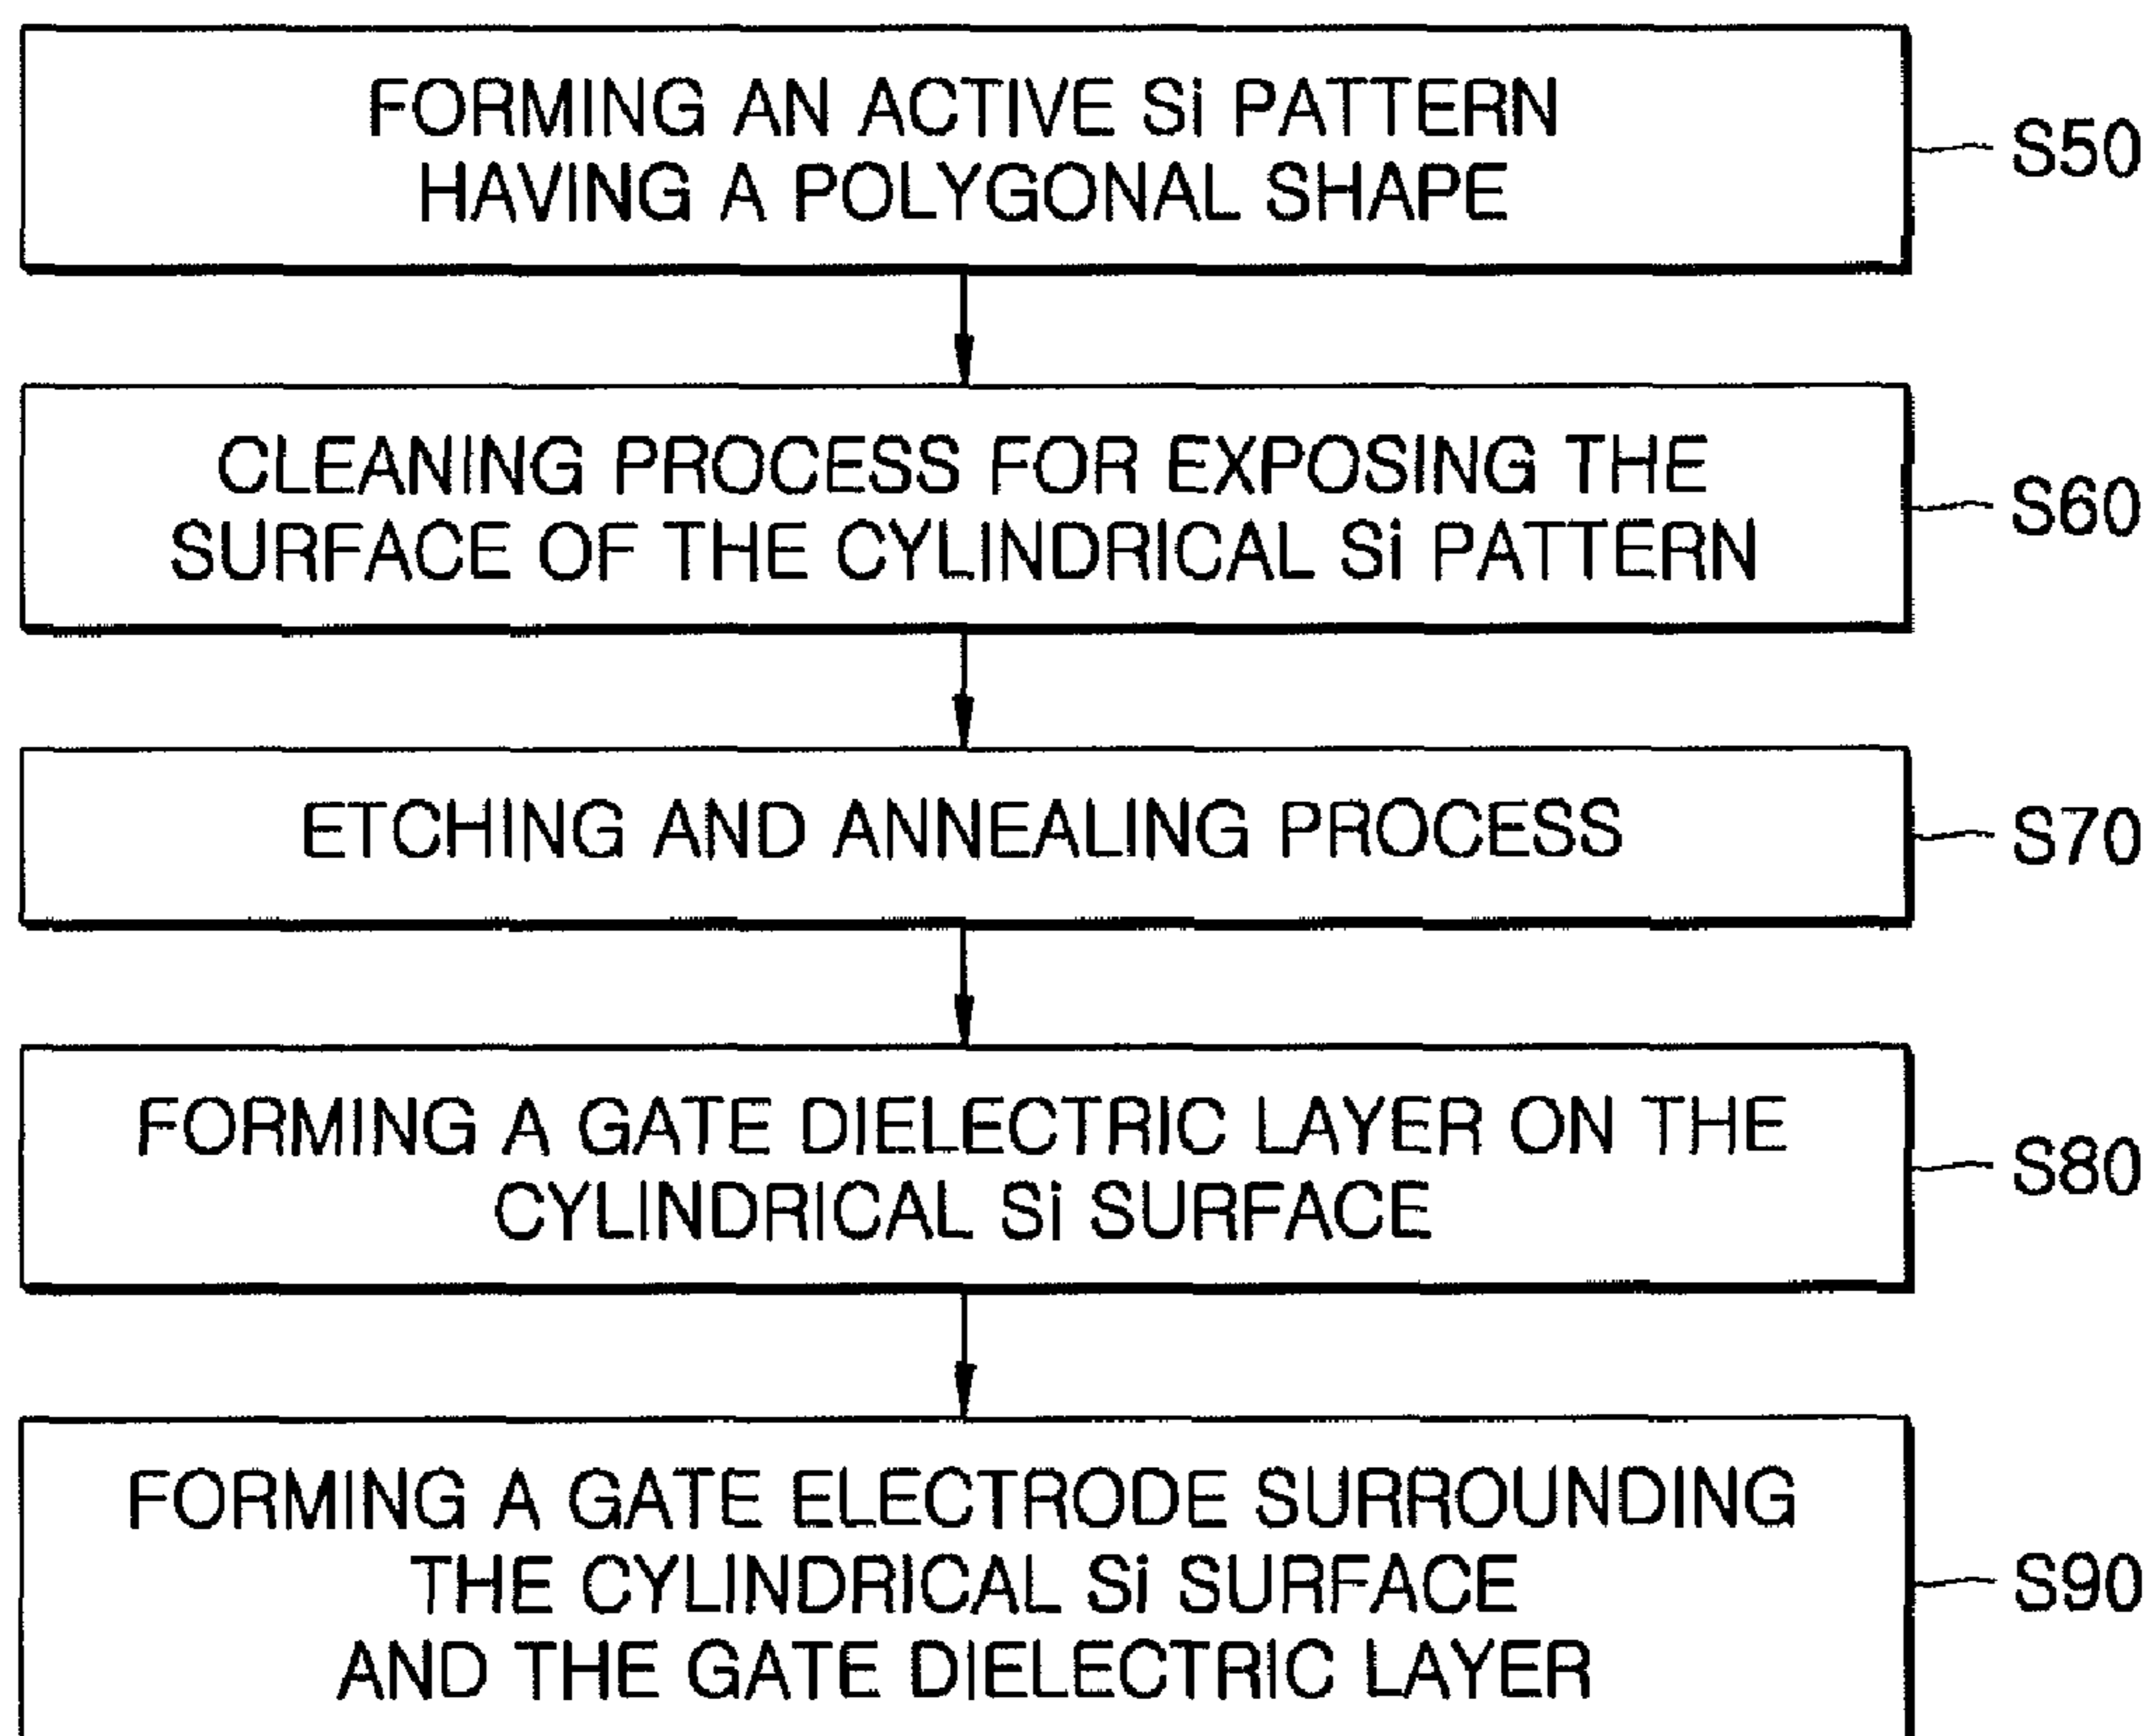 FORMING AN ACTIVE Si PATTERN
HAVING A POLYGONAL SHAPE
S50
CLEANING PROCESS FOR EXPOSING THE
SURFACE OF THE CYLINDRICAL Si PATTERN
S60
ETCHING AND ANNEALING PROCESS
S70
FORMING A GATE DIELECTRIC LAYER ON THE
CYLINDRICAL Si SURFACE
S80
FORMING A GATE ELECTRODE SURROUNDING
THE CYLINDRICAL Si SURFACE
AND THE GATE DIELECTRIC LAYER
S90